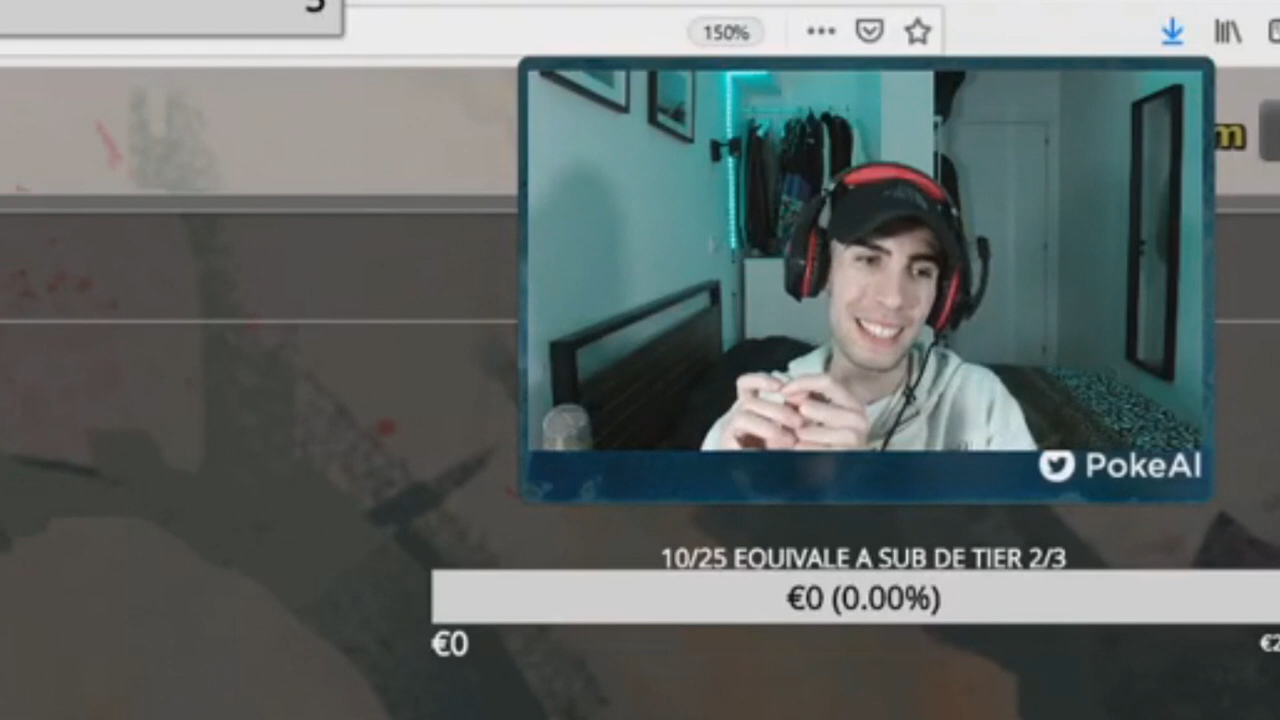 150%
m
PokeAI
10/25 EQUIVALE A SUB DE TIER 2/3
€0 (0.00%)
€0